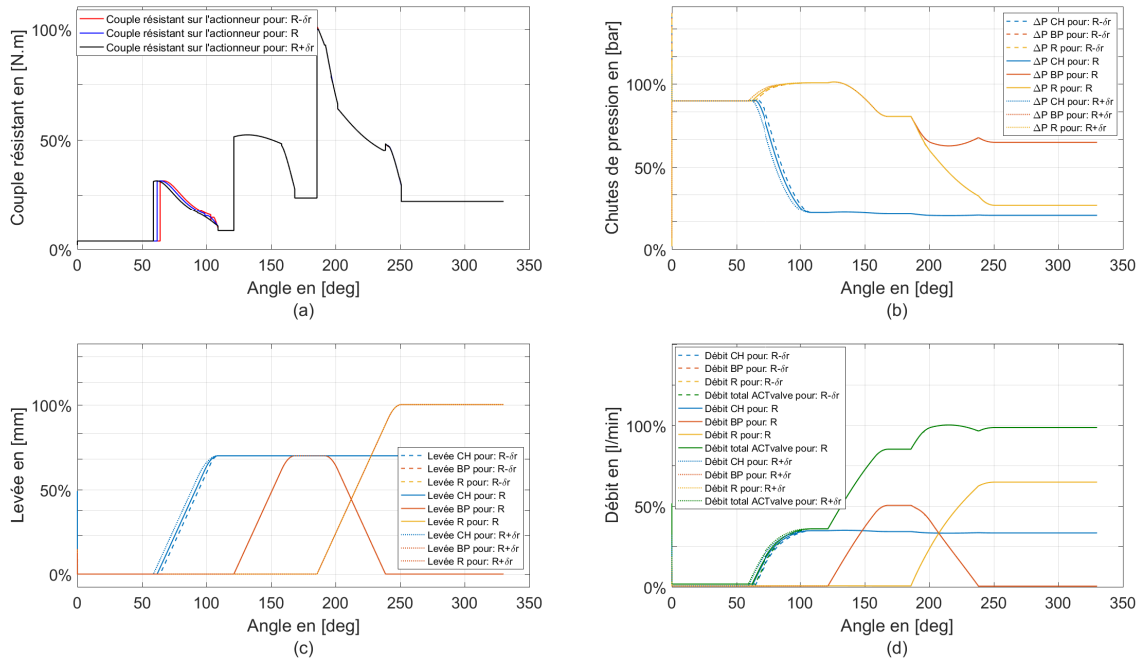 Couple résistant en [N.m]
100%
50%
0%
Couple résistant sur l'actionneur pour: R-δr
Couple résistant sur l'actionneur pour: R
Couple résistant sur l'actionneur pour: R+δr
0 50 100 150 200 250 300 350
Angle en [deg]
(a)
Chutes de pression en [bar]
100%
50%
0%
ΔP CH pour: R-δr
ΔP BP pour: R-δr
ΔP R pour: R-δr
ΔP CH pour: R
ΔP BP pour: R
ΔP R pour: R
ΔP CH pour: R+δr
ΔP BP pour: R+δr
ΔP R pour: R+δr
0 50 100 150 200 250 300 350
Angle en [deg]
(b)
Levée en [mm]
100%
50%
0%
Levée CH pour: R-δr
Levée BP pour: R-δr
Levée R pour: R-δr
Levée CH pour: R
Levée BP pour: R
Levée R pour: R
Levée CH pour: R+δr
Levée BP pour: R+δr
Levée R pour: R+δr
0 50 100 150 200 250 300 350
Angle en [deg]
(c)
Débit en [l/min]
100%
50%
0%
Débit CH pour: R-δr
Débit BP pour: R-δr
Débit R pour: R-δr
Débit total ACTvalve pour: R-δr
Débit CH pour: R
Débit BP pour: R
Débit R pour: R
Débit total ACTvalve pour: R
Débit CH pour: R+δr
Débit BP pour: R+δr
Débit R pour: R+δr
Débit total ACTvalve pour: R+δr
0 50 100 150 200 250 300 350
Angle en [deg]
(d)